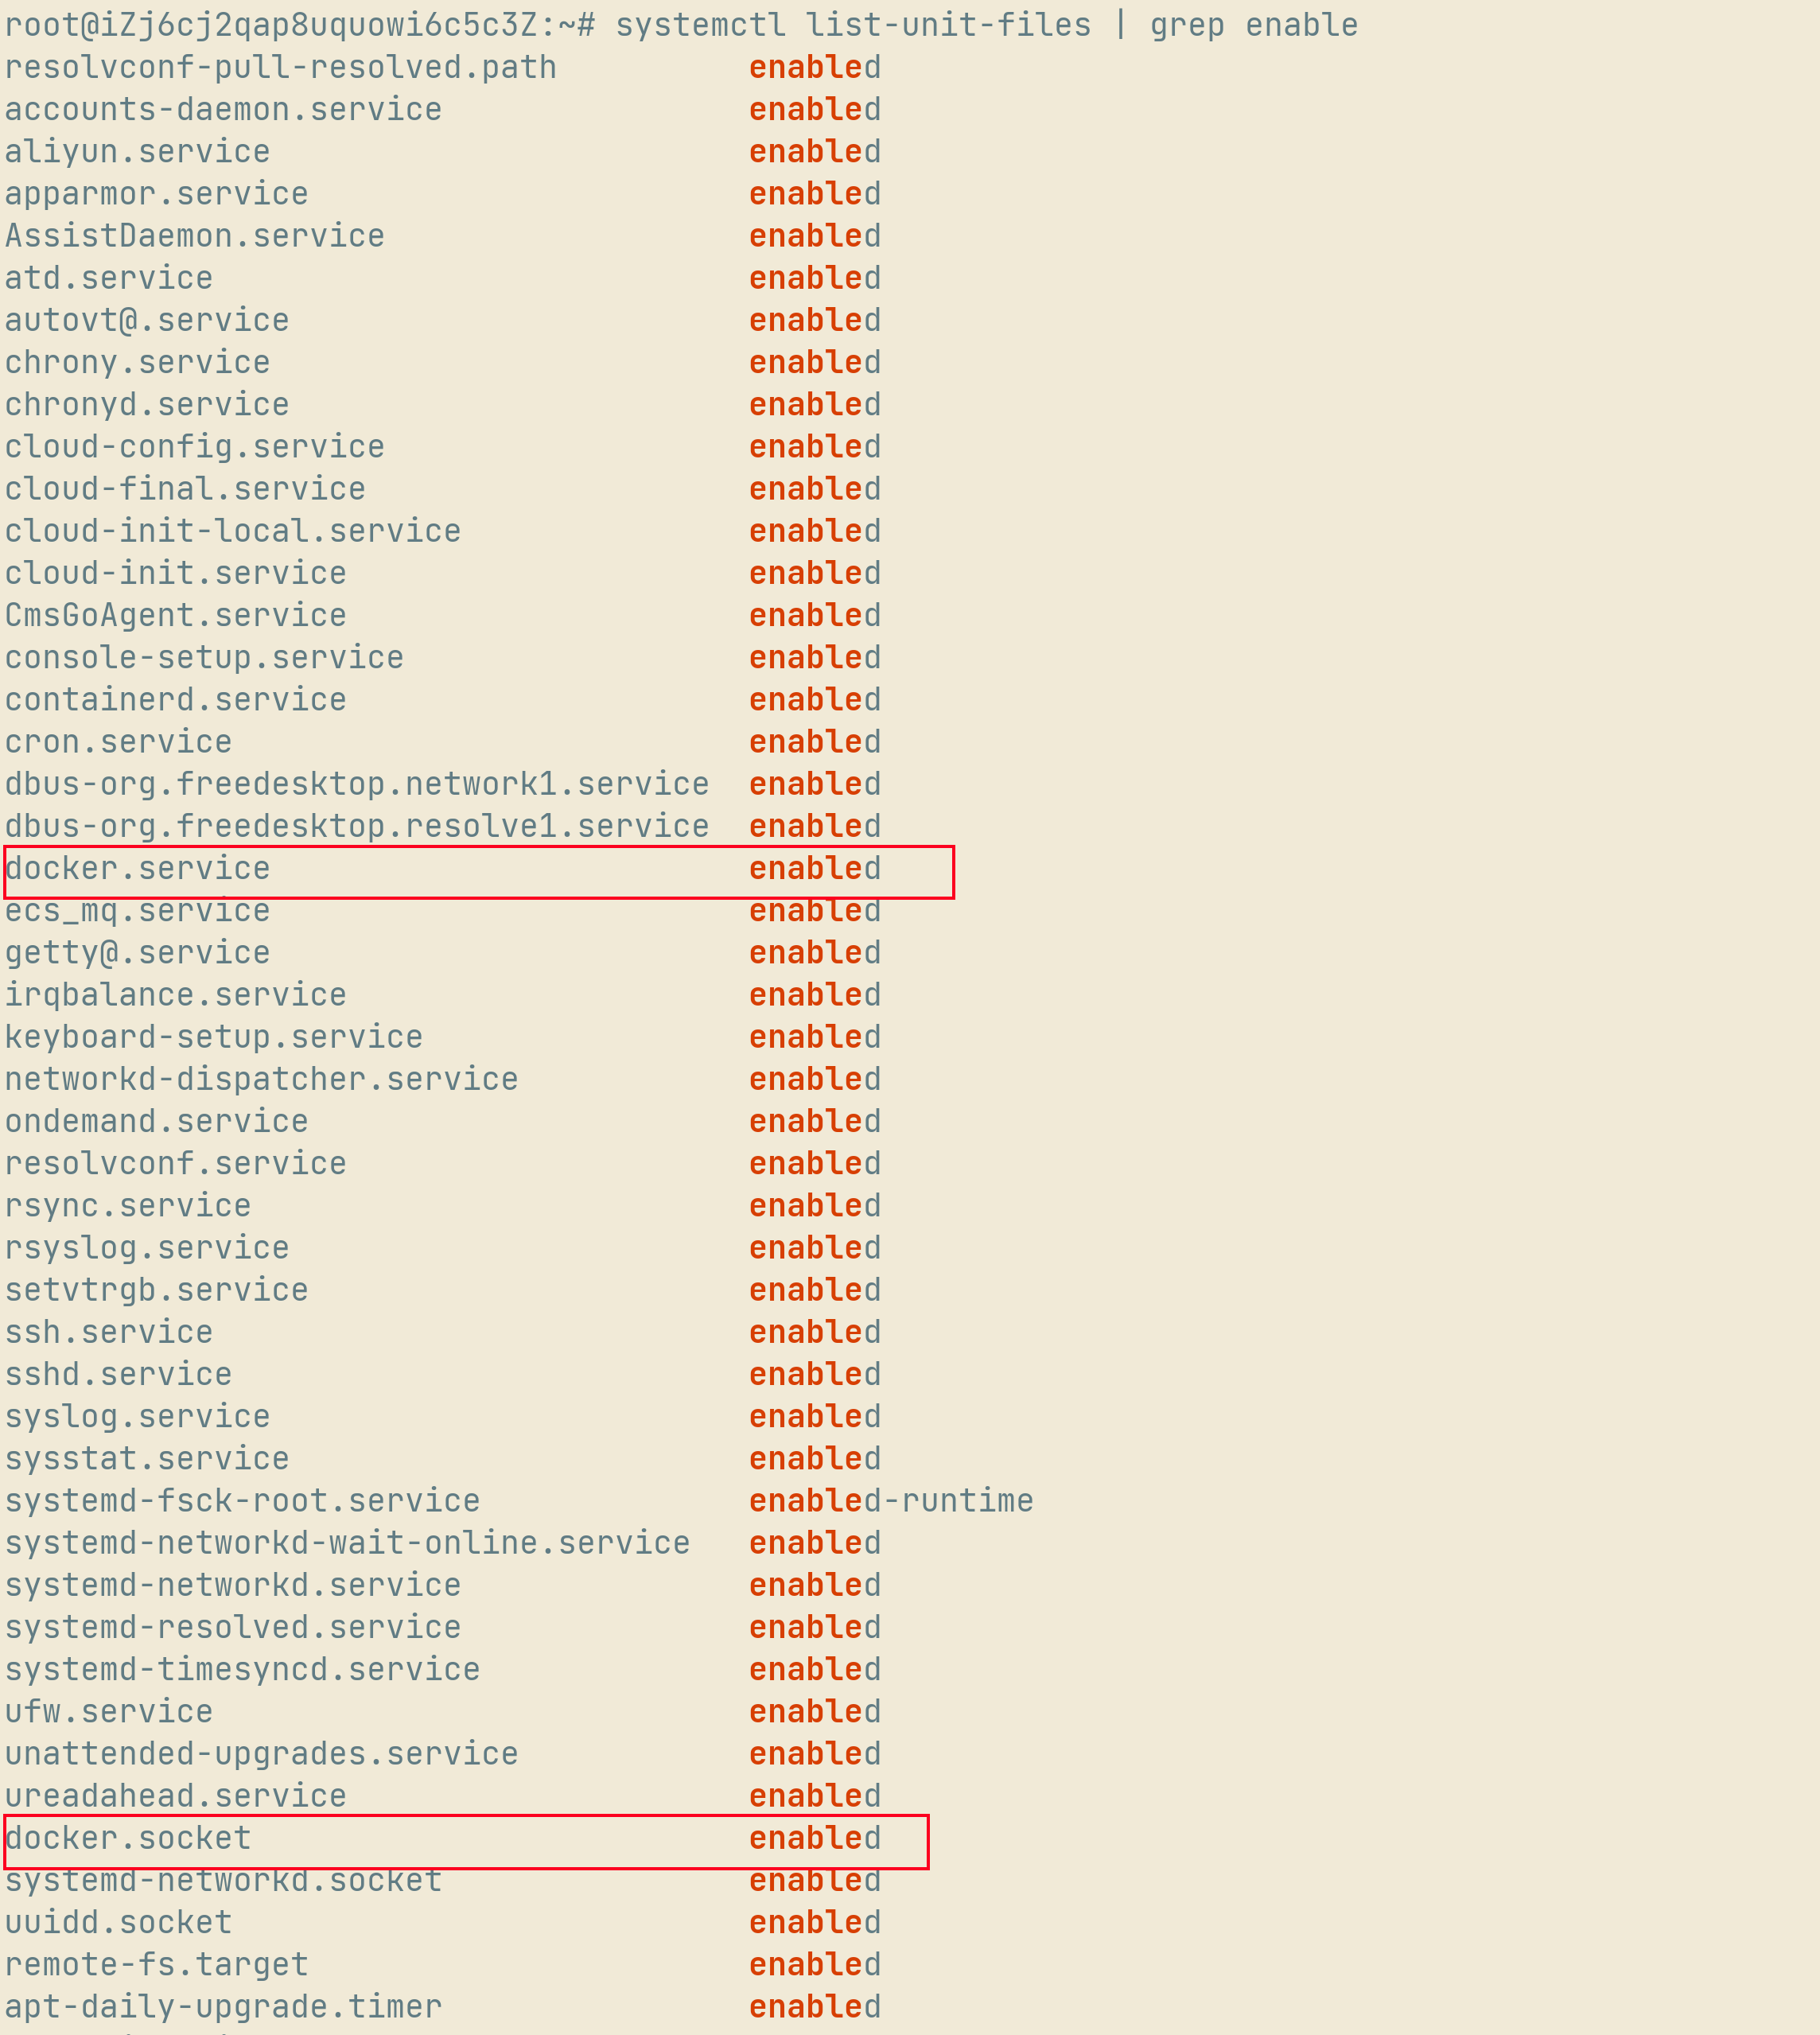 root@iZj6cj2qap8uquowi6c5c3Z:~# systemctl list-unit-files | grep enable
resolvconf-pull-resolved.path enabled
accounts-daemon.service enabled
aliyun.service enabled
apparmor.service enabled
AssistDaemon.service enabled
atd.service enabled
autovt@.service enabled
chrony.service enabled
chronyd.service enabled
cloud-config.service enabled
cloud-final.service enabled
cloud-init-local.service enabled
cloud-init.service enabled
CmsGoAgent.service enabled
console-setup.service enabled
containerd.service enabled
cron.service enabled
dbus-org.freedesktop.network1.service enabled
dbus-org.freedesktop.resolve1.service enabled
docker.service enabled
ecs_mq.service enabled
getty@.service enabled
irqbalance.service enabled
keyboard-setup.service enabled
networkd-dispatcher.service enabled
ondemand.service enabled
resolvconf.service enabled
rsync.service enabled
rsyslog.service enabled
setvtrgb.service enabled
ssh.service enabled
sshd.service enabled
syslog.service enabled
sysstat.service enabled
systemd-fsck-root.service enabled-runtime
systemd-networkd-wait-online.service enabled
systemd-networkd.service enabled
systemd-resolved.service enabled
systemd-timesyncd.service enabled
ufw.service enabled
unattended-upgrades.service enabled
ureadahead.service enabled
docker.socket enabled
systemd-networkd.socket enabled
uuidd.socket enabled
remote-fs.target enabled
apt-daily-upgrade.timer enabled